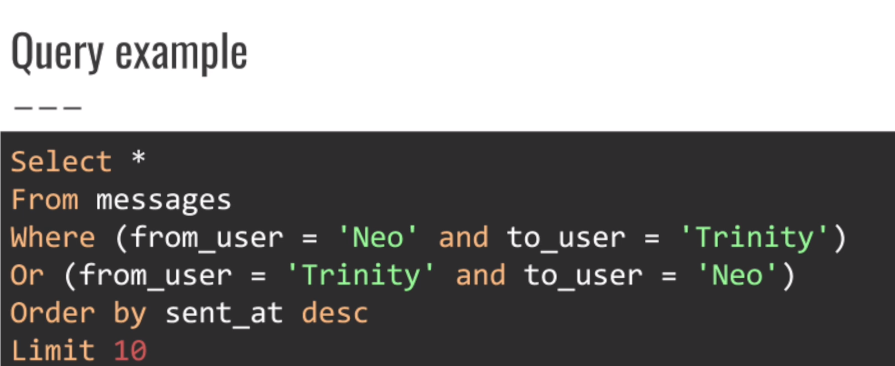 Query example
---
Select *
From messages
Where (from_user = 'Neo' and to_user = 'Trinity')
Or (from_user = 'Trinity' and to_user = 'Neo')
Order by sent_at desc
Limit 10